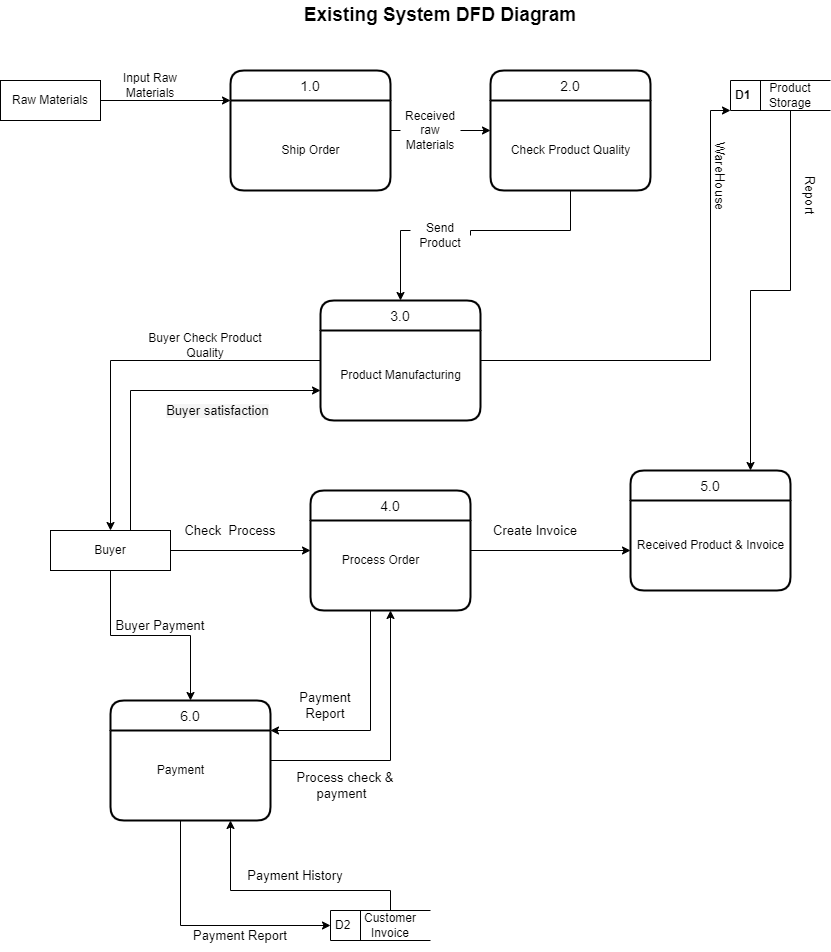 Existing System DFD Diagram
Raw Materials
Input Raw
Materials
1.0
Ship Order
Received
raw
Materials
2.0
Check Product Quality
D1
Product
Storage
WareHouse
Report
Send
Product
3.0
Product Manufacturing
Buyer Check Product
Quality
Buyer satisfaction
Buyer
Check  Process
4.0
Process Order
Create Invoice
5.0
Received Product & Invoice
Buyer Payment
6.0
Payment
Payment
Report
Process check &
payment
Payment History
Payment Report
D2
Customer
Invoice